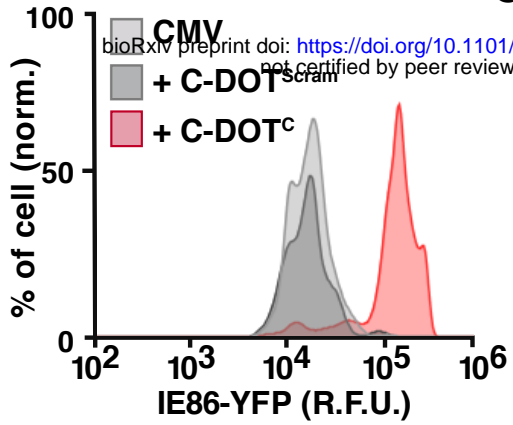 100
CMV
bioRxiv preprint doi: https://doi.org/10.1101/
not certified by peer review
+ C-DOTScram
+ C-DOTC
% of cell (norm.)
50
0
10² 10³ 10⁴ 10⁵ 10⁶
IE86-YFP (R.F.U.)